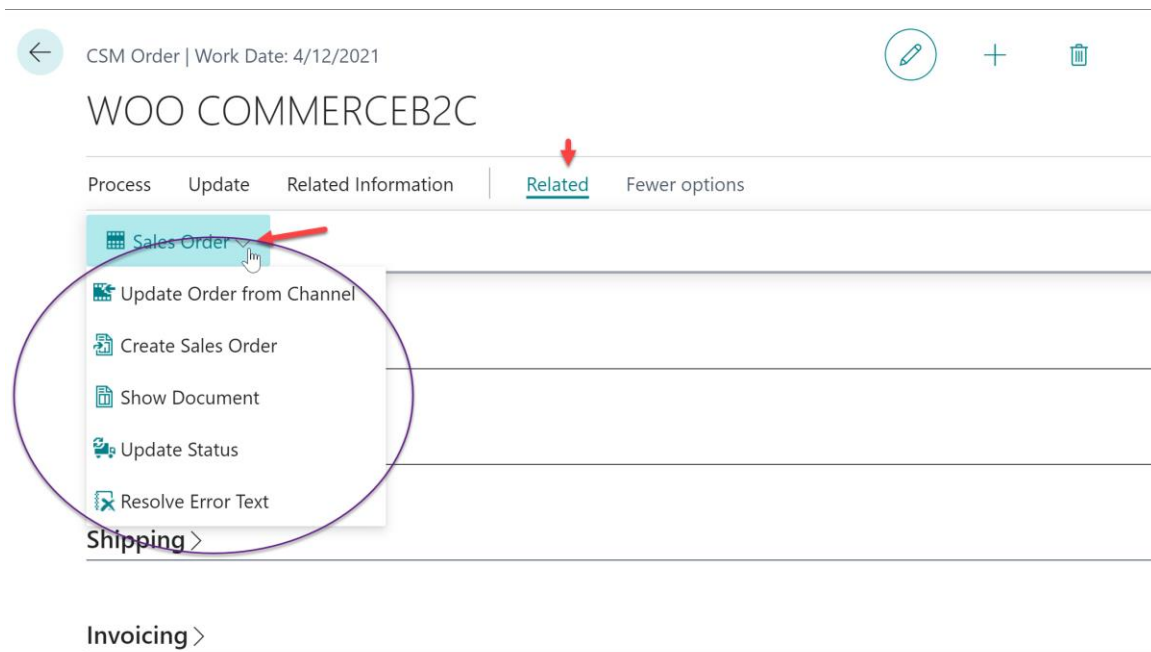 CSM Order | Work Date: 4/12/2021
WOO COMMERCEB2C
Process Update Related Information Related Fewer options
Sales Order
Update Order from Channel
Create Sales Order
Show Document
Update Status
Resolve Error Text
Shipping
Invoicing